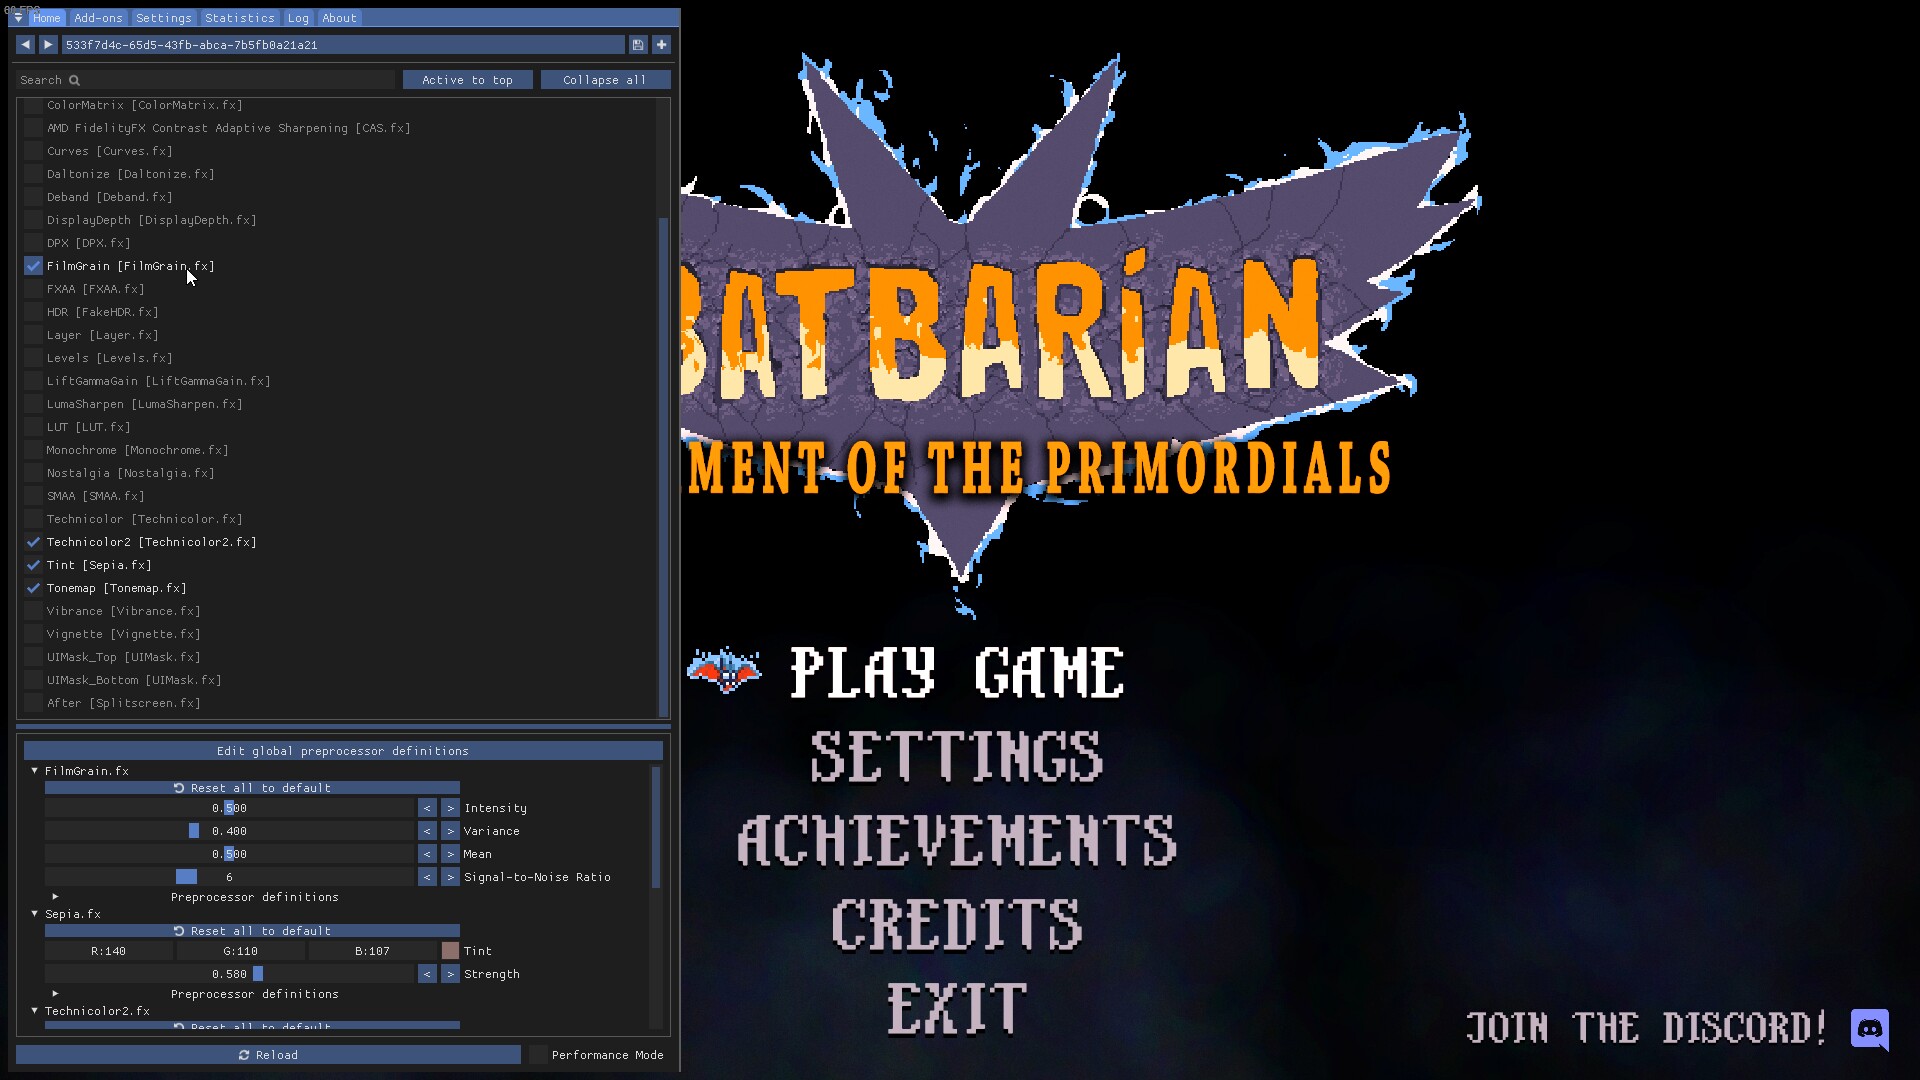 Home Add-ons Settings Statistics Log About
533f7d4c-65d5-43fb-abca-7b5fb0a21a21
Search Active to top Collapse all
ColorMatrix [ColorMatrix.fx]
AMD FidelityFX Contrast Adaptive Sharpening [CAS.fx]
Curves [Curves.fx]
Daltonize [Daltonize.fx]
Deband [Deband.fx]
DisplayDepth [DisplayDepth.fx]
DPX [DPX.fx]
FilmGrain [FilmGrain.fx]
FXAA [FXAA.fx]
HDR [FakeHDR.fx]
Layer [Layer.fx]
Levels [Levels.fx]
LiftGammaGain [LiftGammaGain.fx]
LumaSharpen [LumaSharpen.fx]
LUT [LUT.fx]
Monochrome [Monochrome.fx]
Nostalgia [Nostalgia.fx]
SMAA [SMAA.fx]
Technicolor [Technicolor.fx]
Technicolor2 [Technicolor2.fx]
Tint [Sepia.fx]
Tonemap [Tonemap.fx]
Vibrance [Vibrance.fx]
Vignette [Vignette.fx]
UIMask_Top [UIMask.fx]
UIMask_Bottom [UIMask.fx]
After [Splitscreen.fx]
Edit global preprocessor definitions
FilmGrain.fx
Reset all to default
0.500 < > Intensity
0.400 < > Variance
0.500 < > Mean
6 < > Signal-to-Noise Ratio
Preprocessor definitions
Sepia.fx
Reset all to default
R:140 G:110 B:107 Tint
0.580 < > Strength
Preprocessor definitions
Technicolor2.fx
Reset all to default
Reload Performance Mode
BATBARIAN
MENT OF THE PRIMORDIALS
PLAY GAME
SETTINGS
ACHIEVEMENTS
CREDITS
EXIT
JOIN THE DISCORD!